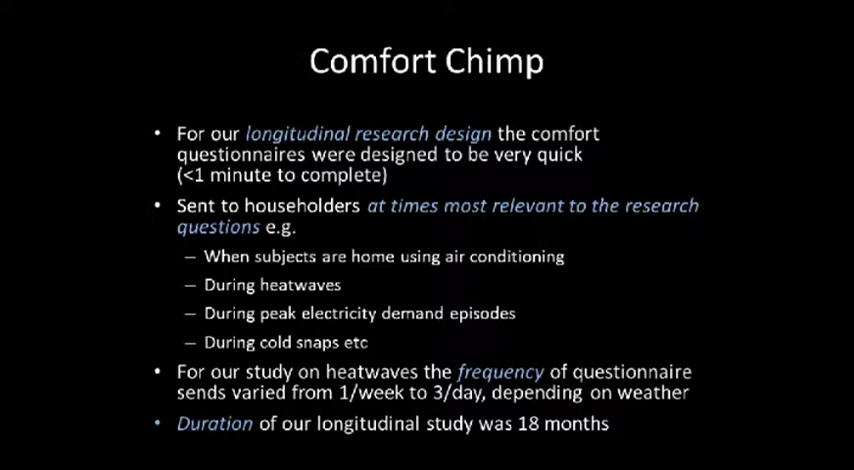 Comfort Chimp
• For our longitudinal research design the comfort
questionnaires were designed to be very quick
(<1 minute to complete)
• Sent to householders at times most relevant to the research
questions e.g.
– When subjects are home using air conditioning
– During heatwaves
– During peak electricity demand episodes
– During cold snaps etc
• For our study on heatwaves the frequency of questionnaire
sends varied from 1/week to 3/day, depending on weather
• Duration of our longitudinal study was 18 months